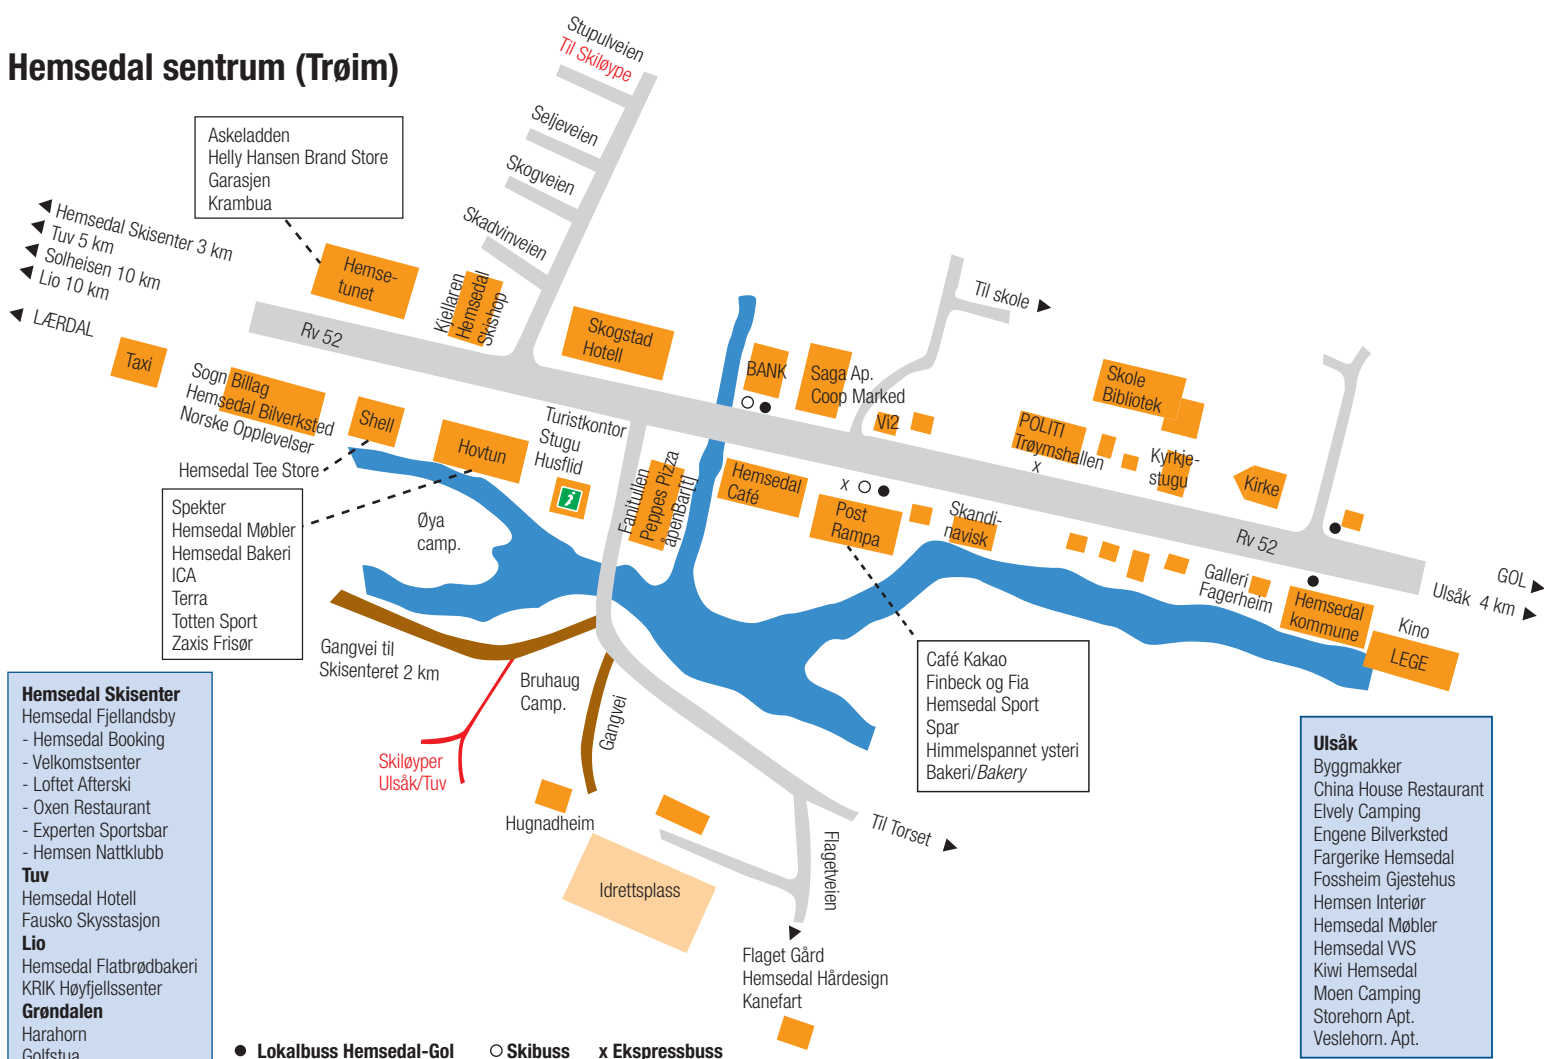 Hemsedal sentrum (Trøim)
Stupulveien
Til Skiløype
Seljeveien
Skogveien
Skadvinveien
Askeladden
Helly Hansen Brand Store
Garasjen
Krambua
Hemsedal Skisenter 3 km
Tuv 5 km
Solheisen 10 km
Lio 10 km
LÆRDAL
Hemse-
tunet
Kjellaren
Hemsedal
Skishop
Rv 52
Skogstad
Hotell
Taxi
Sogn Billag
Hemsedal Bilverksted
Norske Opplevelser
Shell
Hemsedal Tee Store
Hovtun
Turistkontor
Stugu
Husflid
i
Fanitullen
Peppes Pizza
åpenBar[t]
BANK
Saga Ap.
Coop Marked
Vi2
Til skole
Skole
Bibliotek
POLITI
Trøymshallen
x
Kyrkje-
stugu
Kirke
Hemsedal
Café
x
Post
Rampa
Skandi-
navisk
Rv 52
Galleri
Fagerheim
Hemsedal
kommune
Kino
LEGE
GOL
Ulsåk 4 km
Spekter
Hemsedal Møbler
Hemsedal Bakeri
ICA
Terra
Totten Sport
Zaxis Frisør
Øya
camp.
Gangvei til
Skisenteret 2 km
Bruhaug
Camp.
Gangvei
Skiløyper
Ulsåk/Tuv
Hugnadheim
Idrettsplass
Til Torset
Flagetveien
Flaget Gård
Hemsedal Hårdesign
Kanefart
Café Kakao
Finbeck og Fia
Hemsedal Sport
Spar
Himmelspannet ysteri
Bakeri/Bakery
Hemsedal Skisenter
Hemsedal Fjellandsby
- Hemsedal Booking
- Velkomstsenter
- Loftet Afterski
- Oxen Restaurant
- Experten Sportsbar
- Hemsen Nattklubb
Tuv
Hemsedal Hotell
Fausko Skysstasjon
Lio
Hemsedal Flatbrødbakeri
KRIK Høyfjellssenter
Grøndalen
Harahorn
Golfstua
Ulsåk
Byggmakker
China House Restaurant
Elvely Camping
Engene Bilverksted
Fargerike Hemsedal
Fossheim Gjestehus
Hemsen Interiør
Hemsedal Møbler
Hemsedal VVS
Kiwi Hemsedal
Moen Camping
Storehorn Apt.
Veslehorn. Apt.
Lokalbuss Hemsedal-Gol
Skibuss
x Ekspressbuss